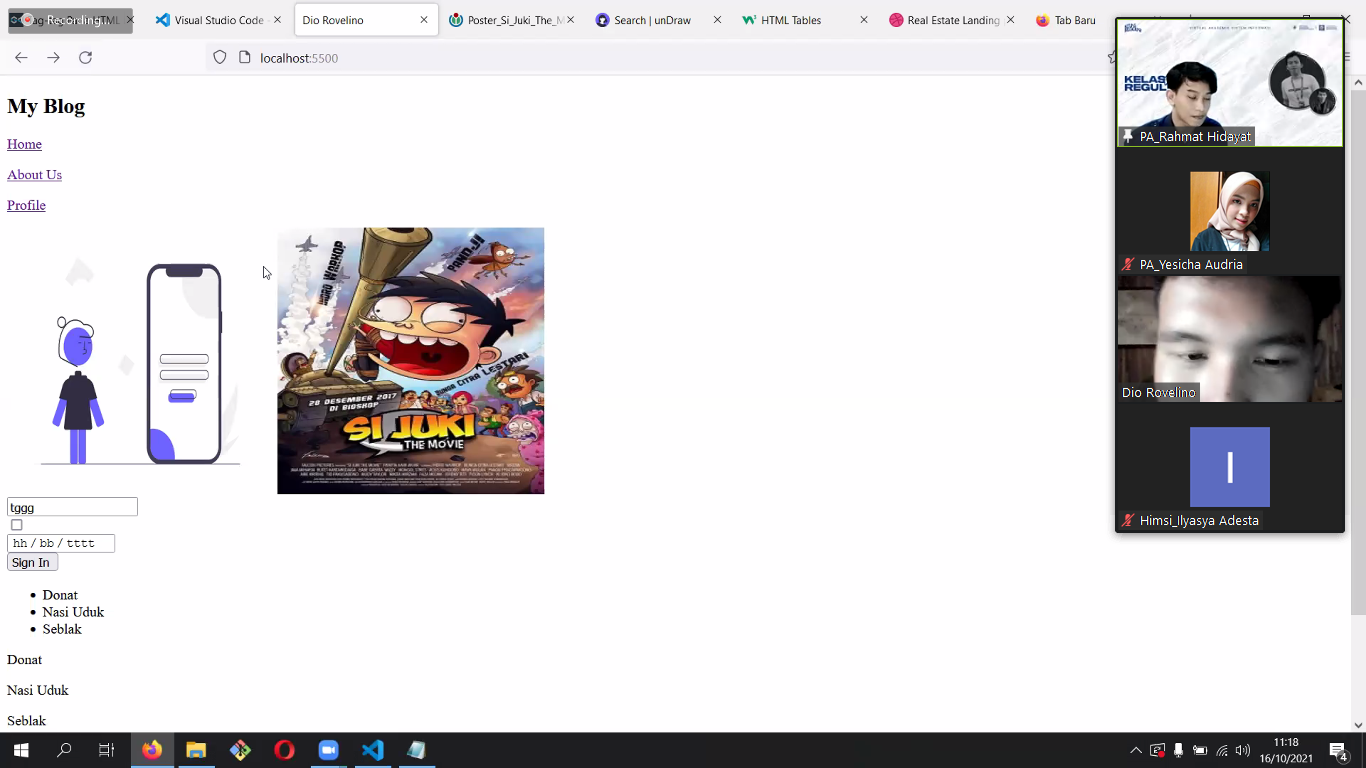 Recording...
HTML
Visual Studio Code
Dio Rovelino
Poster_Si_Juki_The_M
Search | unDraw
HTML Tables
Real Estate Landing
Tab Baru
localhost:5500
My Blog
Home
About Us
Profile
INDRO WARKOP
PANDJI
BUNGA CITRA LESTARI
28 DESEMBER 2017
DI BIOSKOP
SI JUKI
THE MOVIE
tggg
hh / bb / tttt
Sign In
• Donat
• Nasi Uduk
• Seblak
Donat
Nasi Uduk
Seblak
KELAS
REGUL
PA_Rahmat Hidayat
PA_Yesicha Audria
Dio Rovelino
I
Himsi_Ilyasya Adesta
11:18
16/10/2021
4